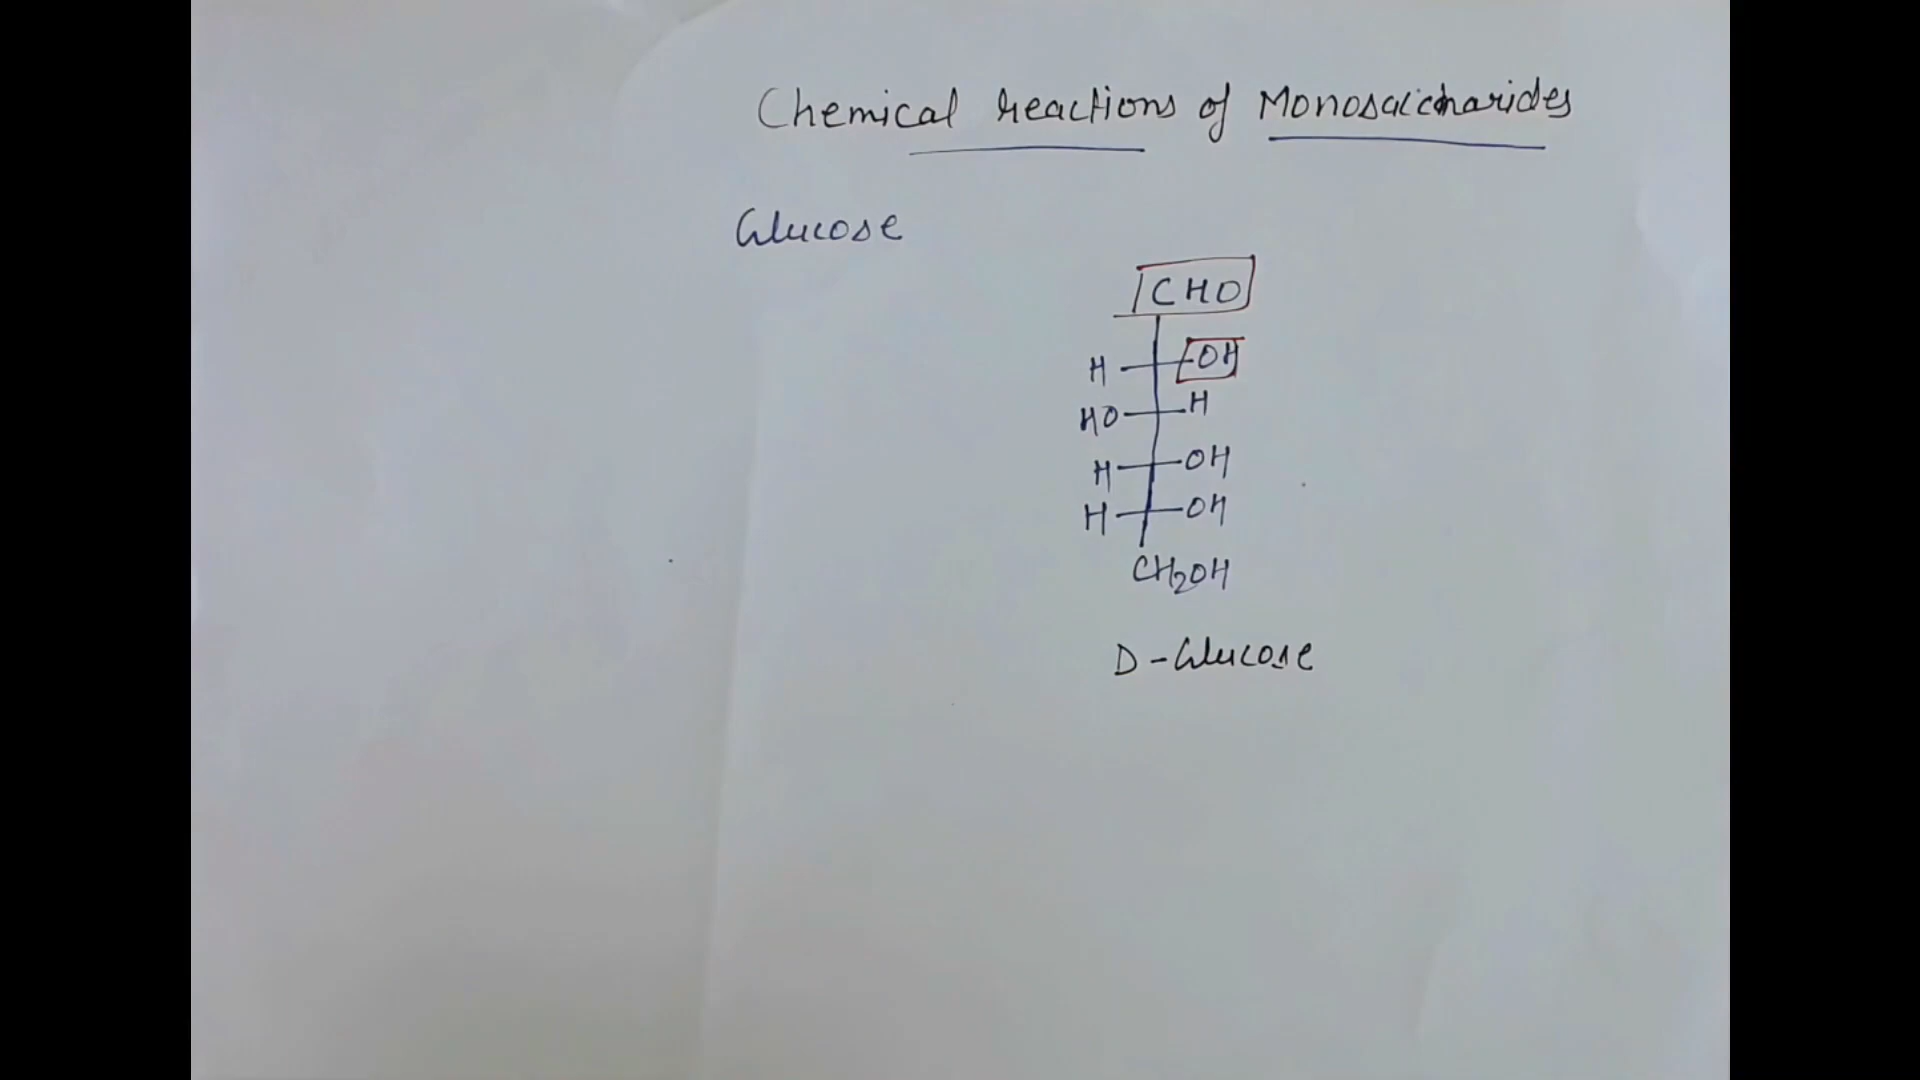 Chemical reactions of Monosaccharides
Glucose
CHO
H OH
HO H
H OH
H OH
CH2OH
D-Glucose